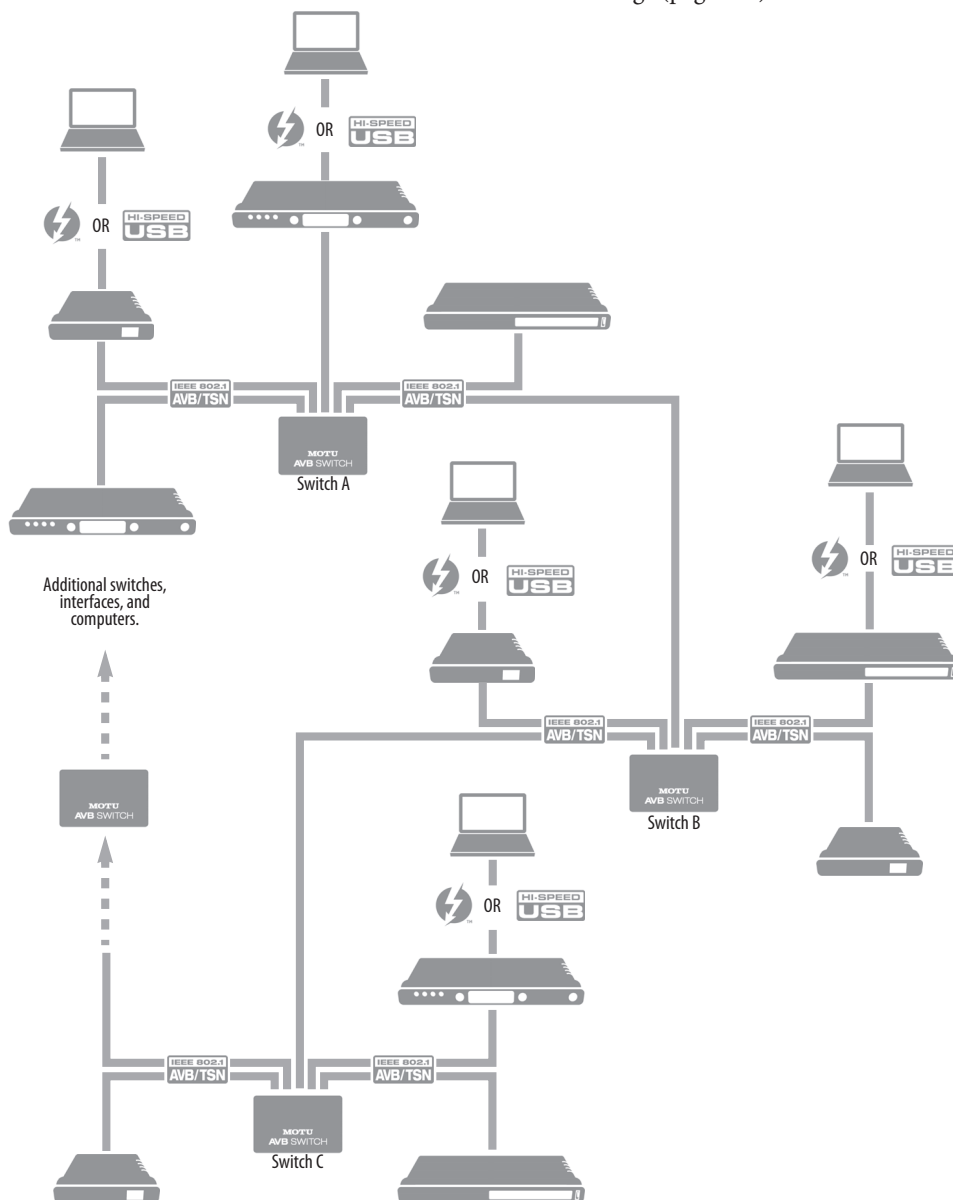 OR
HI-SPEED
USB
OR
HI-SPEED
USB
IEEE 802.1
AVB/TSN
IEEE 802.1
AVB/TSN
MOTU
AVB SWITCH
Switch A
OR
HI-SPEED
USB
OR
HI-SPEED
USB
Additional switches,
interfaces, and
computers.
IEEE 802.1
AVB/TSN
IEEE 802.1
AVB/TSN
MOTU
AVB SWITCH
Switch B
MOTU
AVB SWITCH
OR
HI-SPEED
USB
IEEE 802.1
AVB/TSN
IEEE 802.1
AVB/TSN
MOTU
AVB SWITCH
Switch C